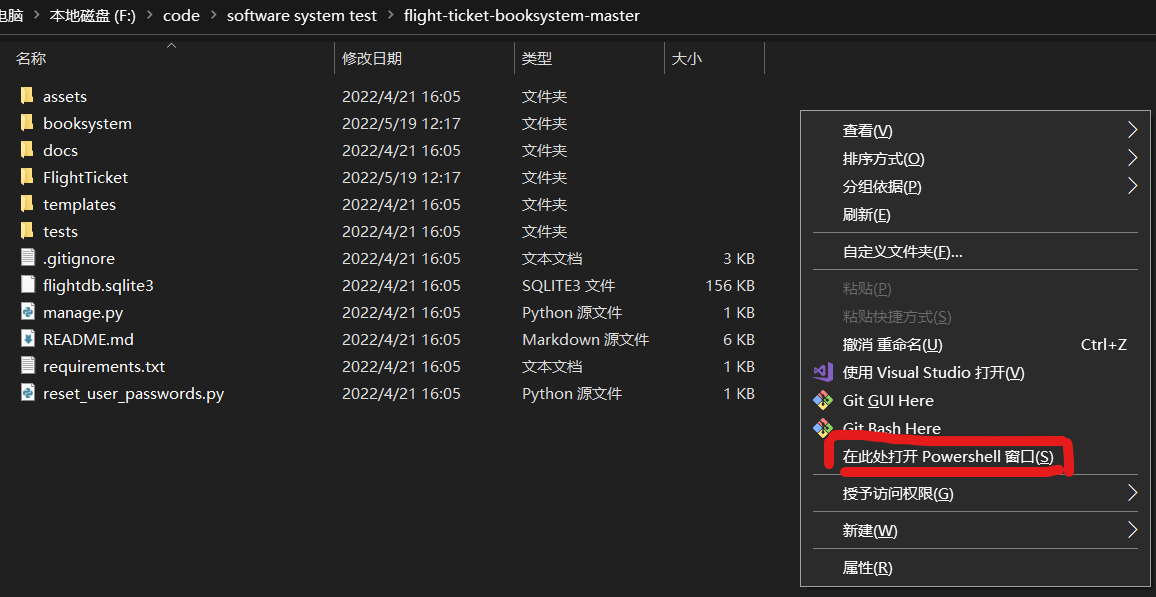 电脑 > 本地磁盘 (F:) > code > software system test > flight-ticket-booksystem-master
名称 修改日期 类型 大小
assets 2022/4/21 16:05 文件夹
booksystem 2022/5/19 12:17 文件夹
docs 2022/4/21 16:05 文件夹
FlightTicket 2022/5/19 12:17 文件夹
templates 2022/4/21 16:05 文件夹
tests 2022/4/21 16:05 文件夹
.gitignore 2022/4/21 16:05 文本文档 3 KB
flightdb.sqlite3 2022/4/21 16:05 SQLITE3 文件 156 KB
manage.py 2022/4/21 16:05 Python 源文件 1 KB
README.md 2022/4/21 16:05 Markdown 源文件 6 KB
requirements.txt 2022/4/21 16:05 文本文档 1 KB
reset_user_passwords.py 2022/4/21 16:05 Python 源文件 1 KB
查看(V)
排序方式(O)
分组依据(P)
刷新(E)
自定义文件夹(F)...
粘贴(P)
粘贴快捷方式(S)
撤消 重命名(U) Ctrl+Z
使用 Visual Studio 打开(V)
Git GUI Here
Git Bash Here
在此处打开 Powershell 窗口(S)
授予访问权限(G)
新建(W)
属性(R)